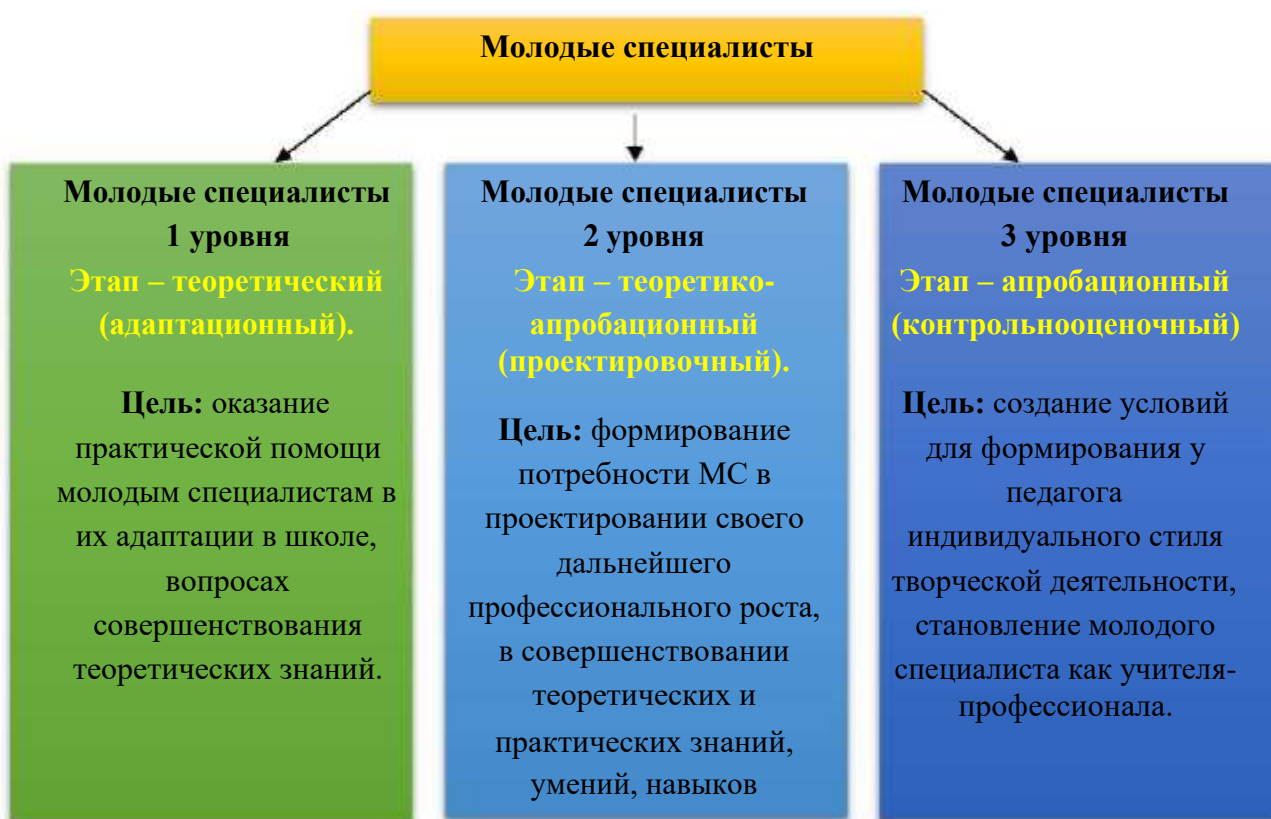 Молодые специалисты
Молодые специалисты
1 уровня
Этап – теоретический
(адаптационный).
Цель: оказание
практической помощи
молодым специалистам в
их адаптации в школе,
вопросах
совершенствования
теоретических знаний.
Молодые специалисты
2 уровня
Этап – теоретико-
апробационный
(проектировочный).
Цель: формирование
потребности МС в
проектировании своего
дальнейшего
профессионального роста,
в совершенствовании
теоретических и
практических знаний,
умений, навыков
Молодые специалисты
3 уровня
Этап – апробационный
(контрольнооценочный)
Цель: создание условий
для формирования у
педагога
индивидуального стиля
творческой деятельности,
становление молодого
специалиста как учителя-
профессионала.